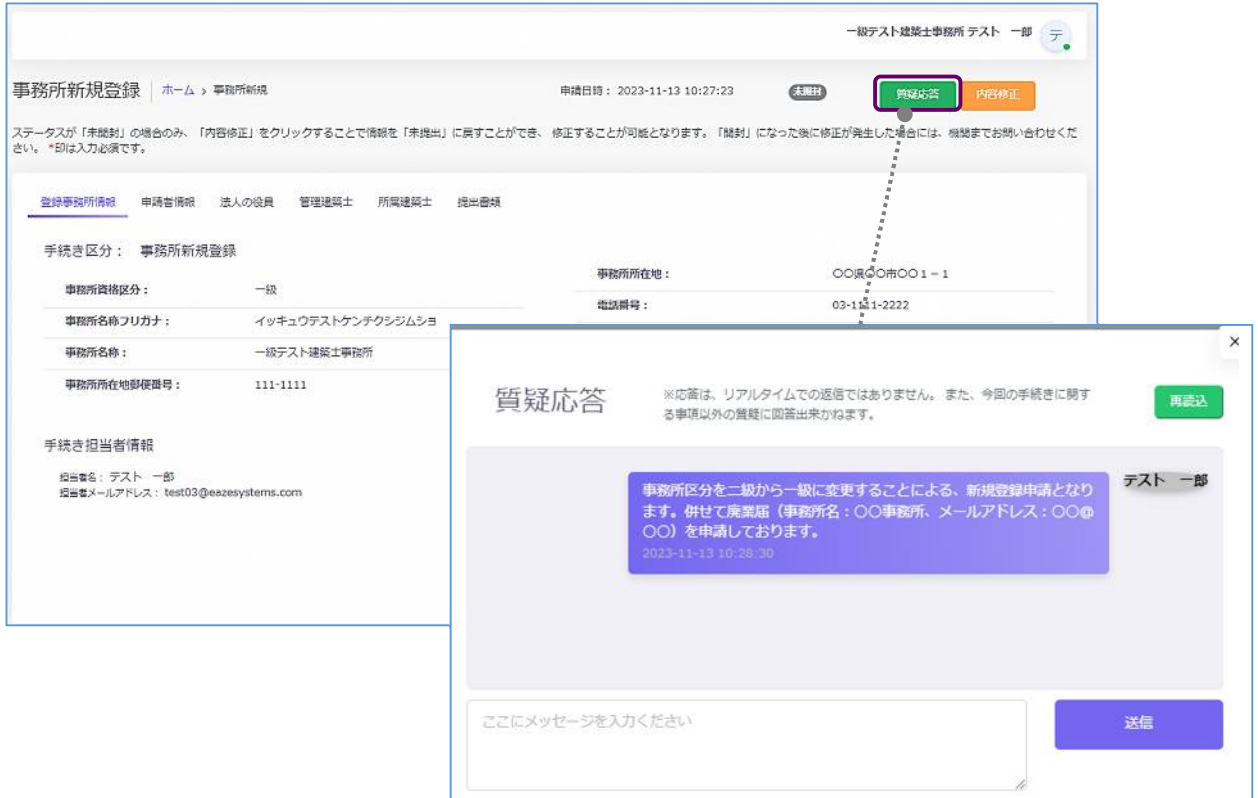 一級テスト建築士事務所 テスト 一郎 テ
事務所新規登録 ホーム › 事務所新規 申請日時： 2023-11-13 10:27:23 未開封 質疑応答 内容修正
ステータスが「未開封」の場合のみ、「内容修正」をクリックすることで情報を「未提出」に戻すことができ、 修正することが可能となります。「開封」になった後に修正が発生した場合には、機関までお問い合わせくだ
さい。 *印は入力必須です。
登録事務所情報 申請者情報 法人の役員 管理建築士 所属建築士 提出書類
手続き区分： 事務所新規登録
事務所資格区分： 一級
事務所名称フリガナ： イッキュウテストケンチクシジムショ
事務所名称： 一級テスト建築士事務所
事務所所在地郵便番号： 111-1111
事務所所在地： 〇〇県〇〇市〇〇１−１
電話番号： 03-1111-2222
手続き担当者情報
担当者名： テスト 一郎
担当者メールアドレス： test03@eazesystems.com
×
質疑応答
※応答は、リアルタイムでの返信ではありません。 また、今回の手続きに関す
る事項以外の質疑に回答出来かねます。
再読込
テスト 一郎
事務所区分を二級から一級に変更することによる、新規登録申請となり
ます。併せて廃業届（事務所名：〇〇事務所、メールアドレス：〇〇@
〇〇）を申請しております。
2023-11-13 10:28:30
ここにメッセージを入力ください
送信